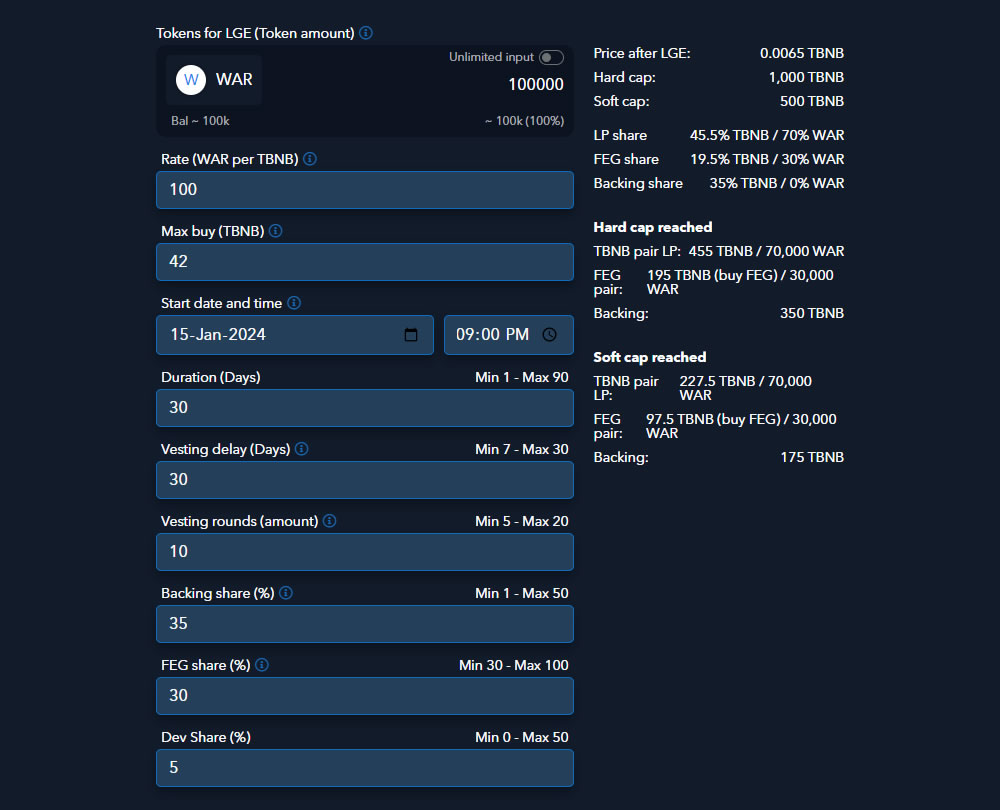 Tokens for LGE (Token amount)
Unlimited input
W WAR
100000
Bal ~ 100k
~ 100k (100%)
Rate (WAR per TBNB)
100
Max buy (TBNB)
42
Start date and time
15-Jan-2024
09:00 PM
Duration (Days) Min 1 - Max 90
30
Vesting delay (Days) Min 7 - Max 30
30
Vesting rounds (amount) Min 5 - Max 20
10
Backing share (%) Min 1 - Max 50
35
FEG share (%) Min 30 - Max 100
30
Dev Share (%) Min 0 - Max 50
5
Price after LGE: 0.0065 TBNB
Hard cap: 1,000 TBNB
Soft cap: 500 TBNB
LP share 45.5% TBNB / 70% WAR
FEG share 19.5% TBNB / 30% WAR
Backing share 35% TBNB / 0% WAR
Hard cap reached
TBNB pair LP: 455 TBNB / 70,000 WAR
FEG pair: 195 TBNB (buy FEG) / 30,000 WAR
Backing: 350 TBNB
Soft cap reached
TBNB pair LP: 227.5 TBNB / 70,000 WAR
FEG pair: 97.5 TBNB (buy FEG) / 30,000 WAR
Backing: 175 TBNB